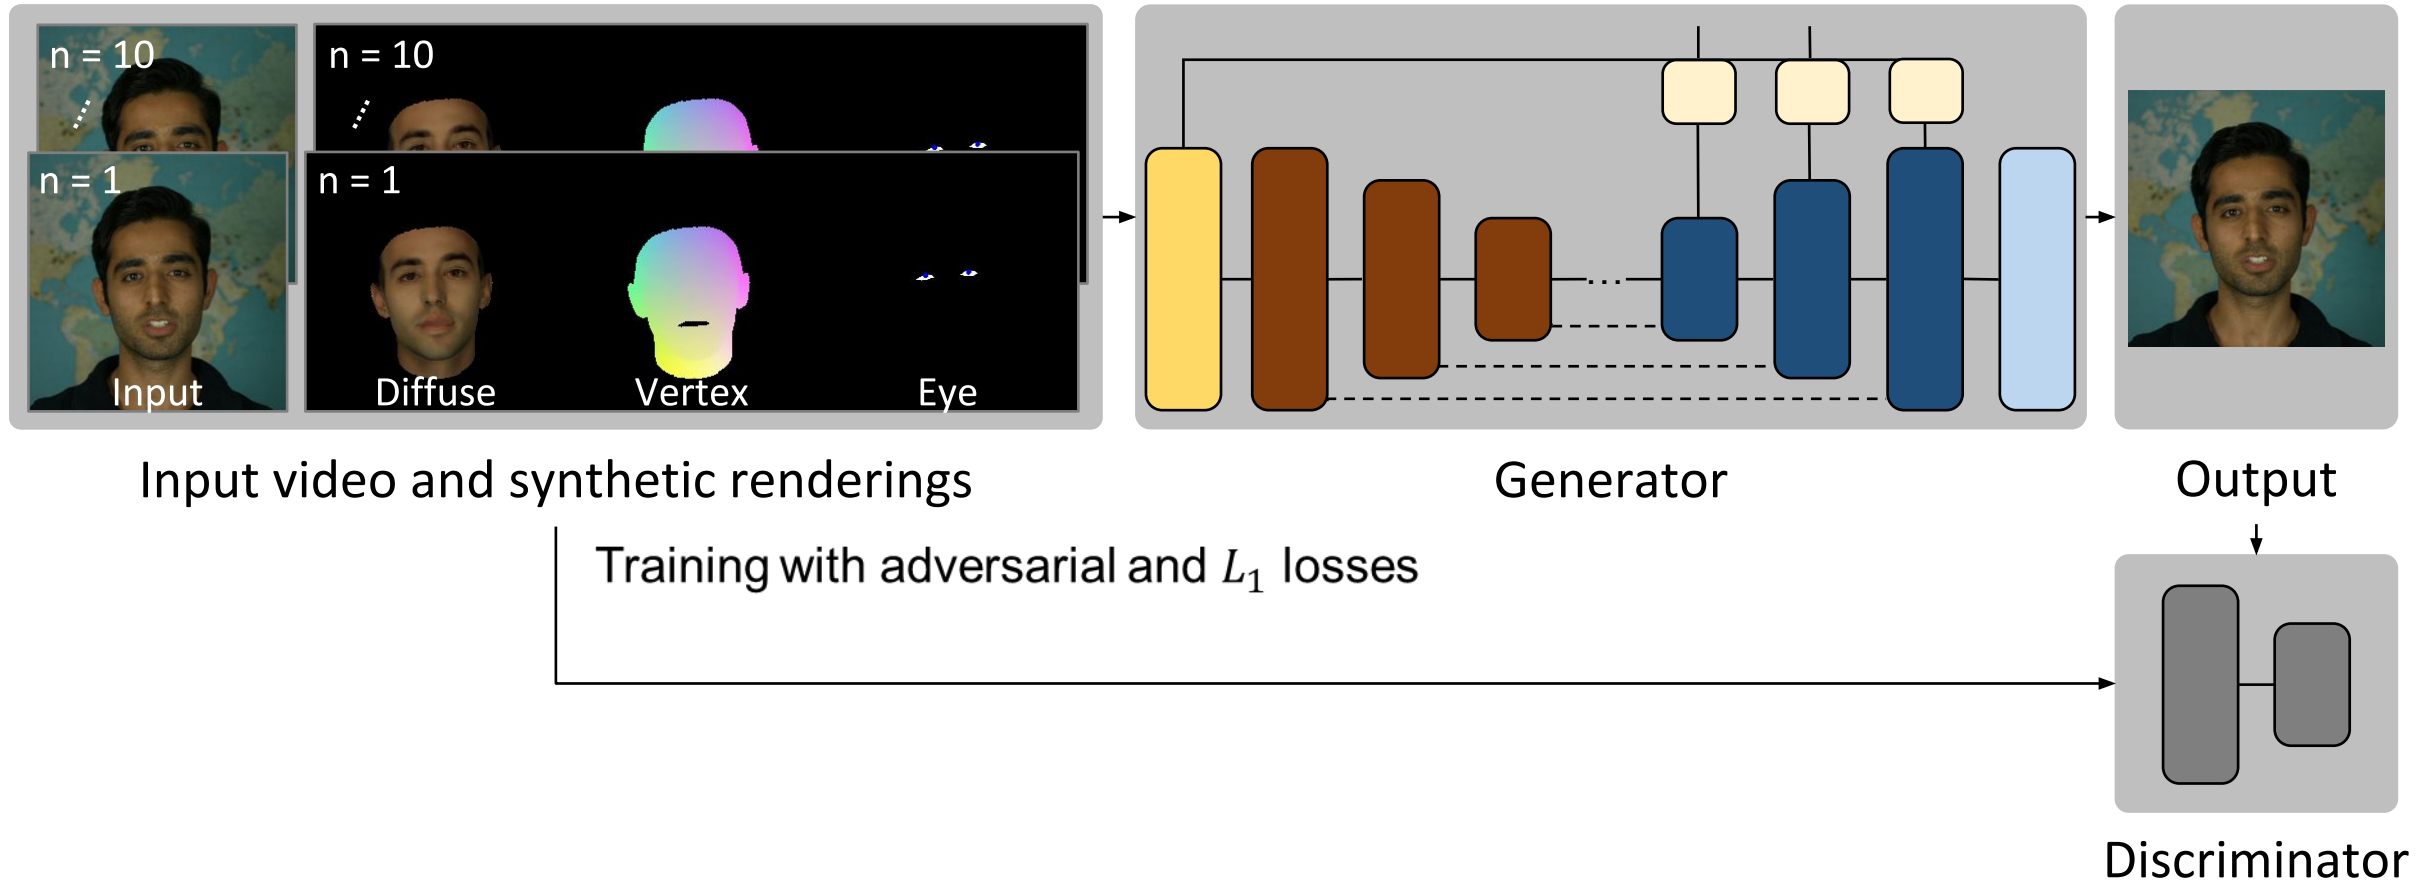 n = 10
n = 10
n = 1
n = 1
Input
Diffuse
Vertex
Eye
...
Input video and synthetic renderings
Generator
Output
Training with adversarial and L₁ losses
Discriminator